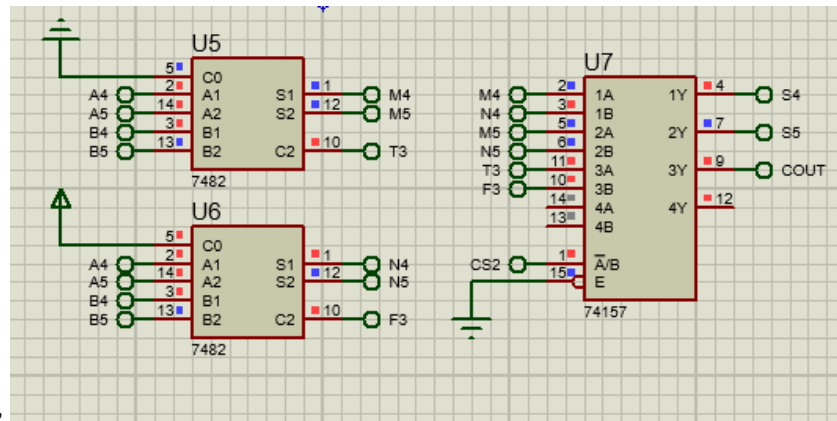 U5
5 C0
A4 2 A1 S1 1 M4
A5 14 A2 S2 12 M5
B4 3 B1
B5 13 B2 C2 10 T3
7482
U6
5 C0
A4 2 A1 S1 1 N4
A5 14 A2 S2 12 N5
B4 3 B1
B5 13 B2 C2 10 F3
7482
U7
M4 2 1A 1Y 4 S4
N4 3 1B
M5 5 2A 2Y 7 S5
N5 6 2B
T3 11 3A 3Y 9 COUT
F3 10 3B
14 4A 4Y 12
13 4B
CS2 1 A̅/B
15 E
74157